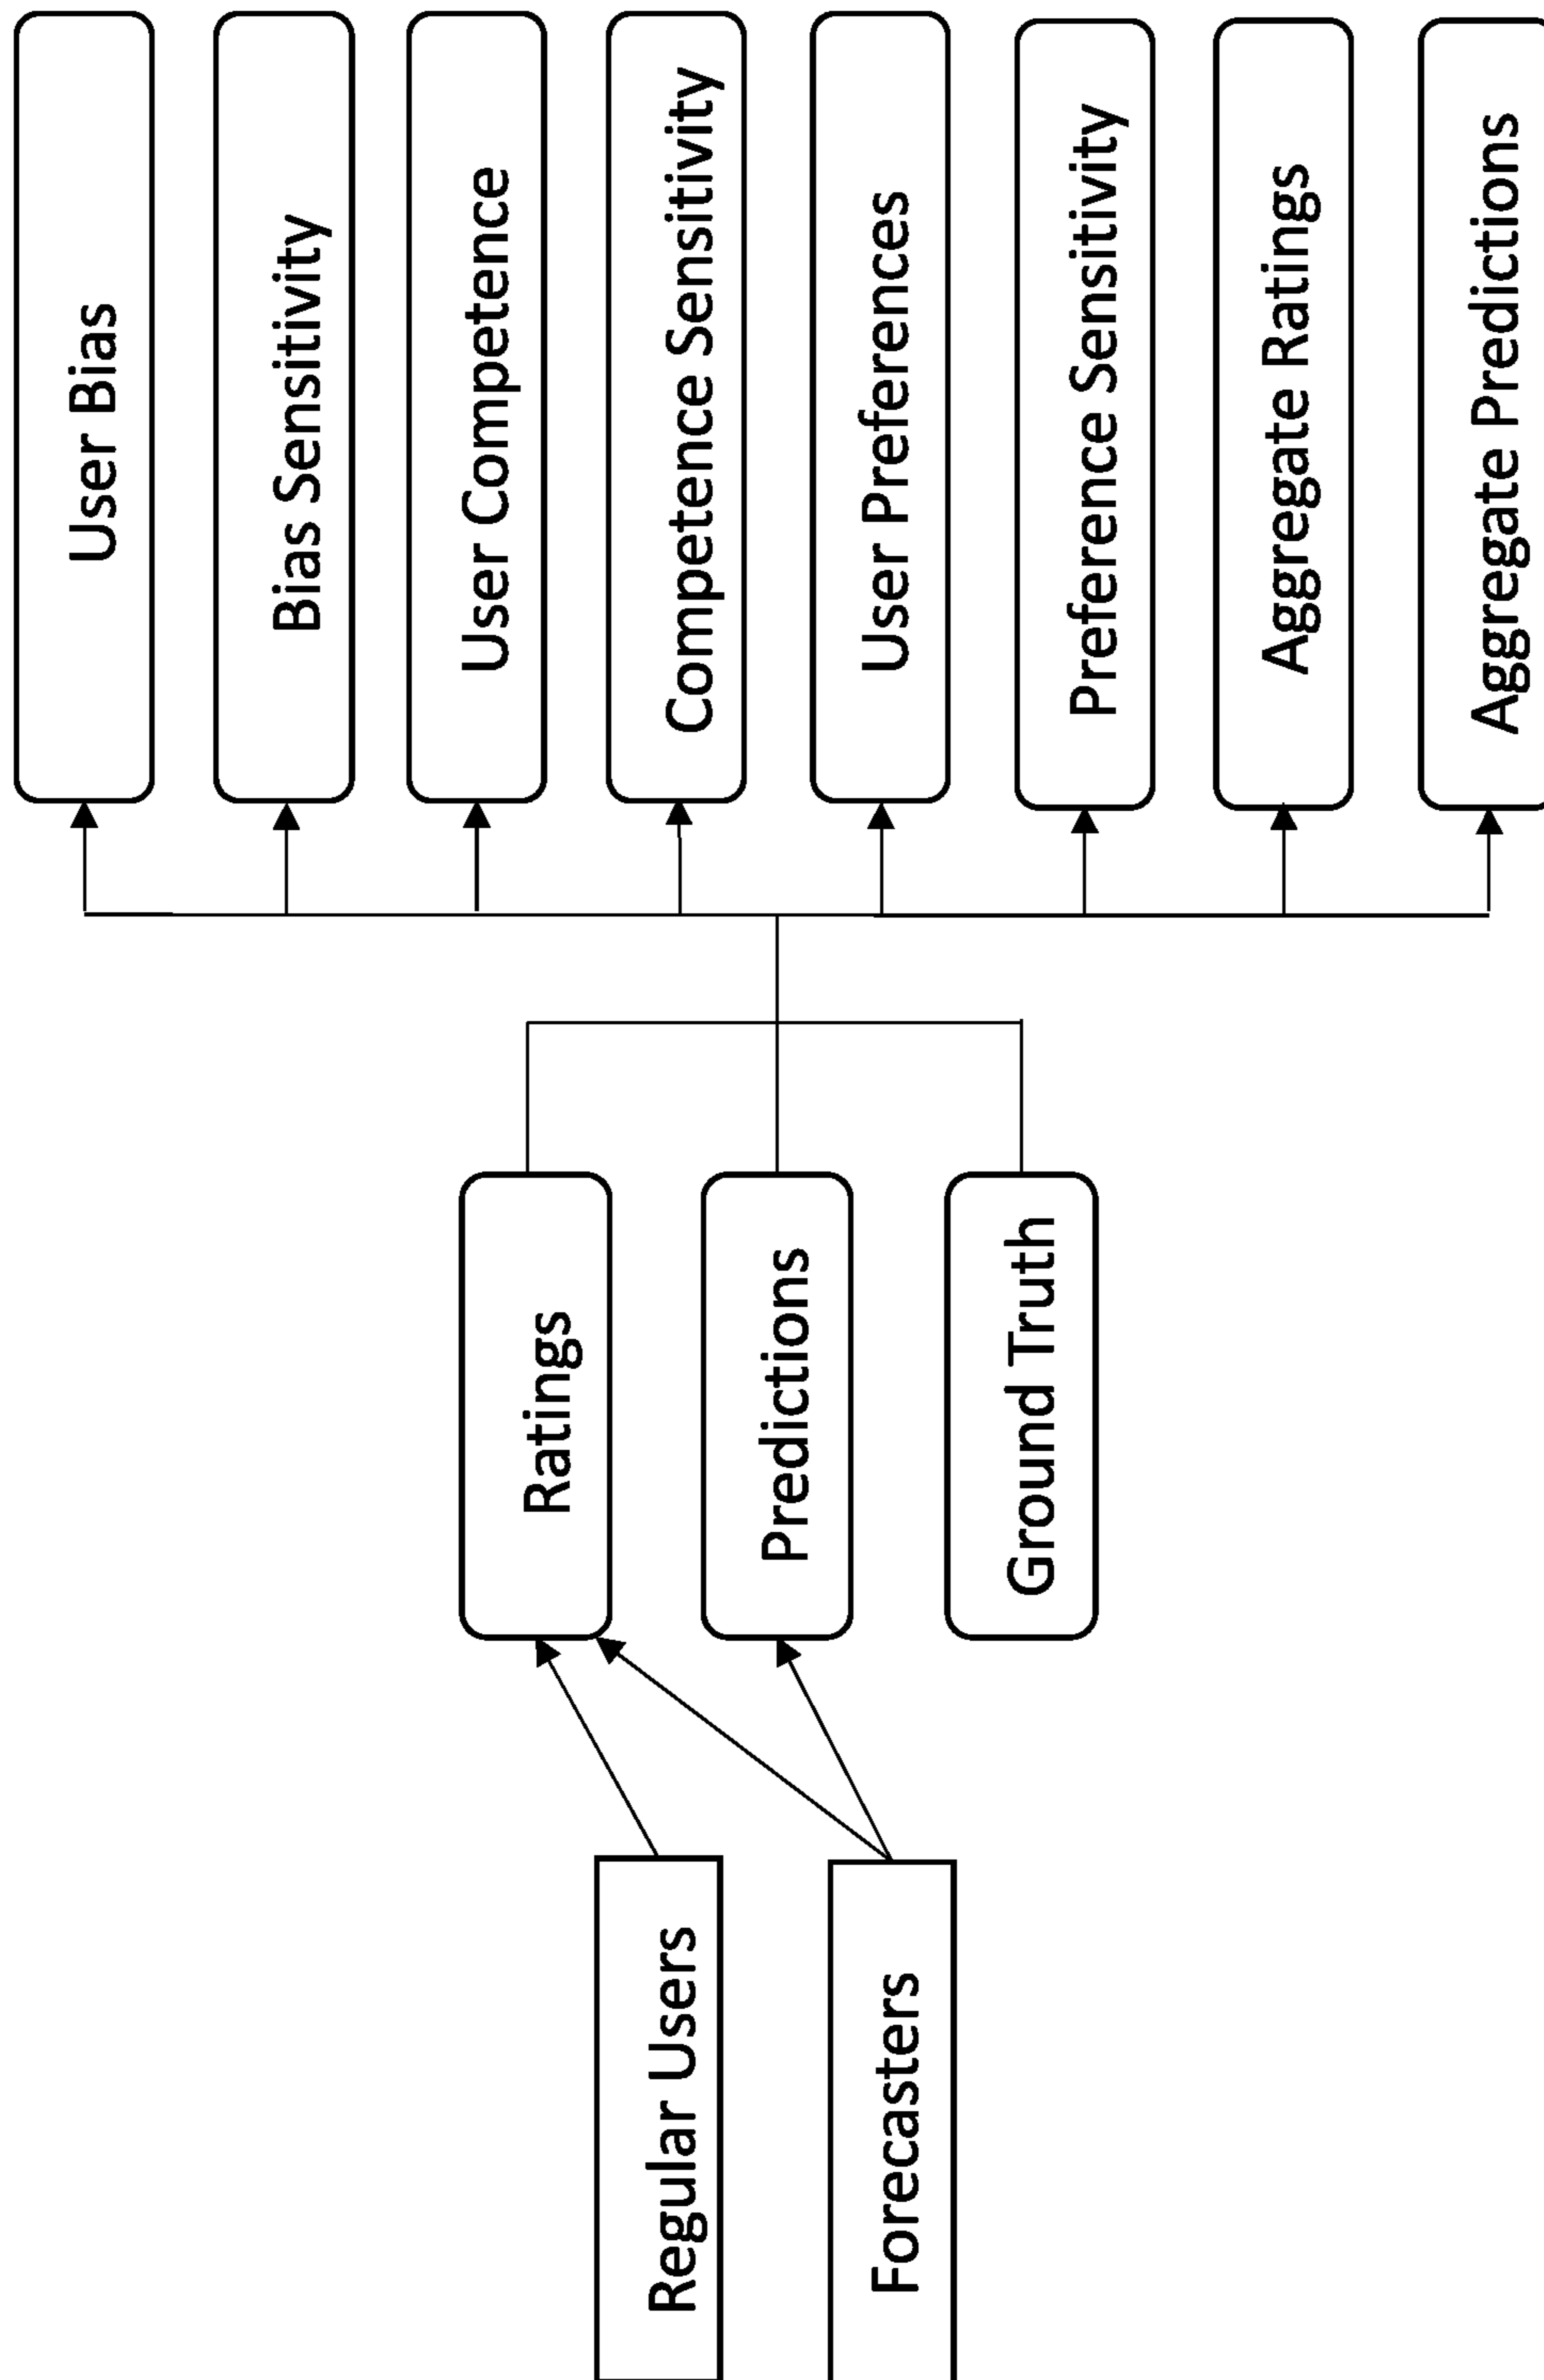 Regular Users
Forecasters
Ratings
Predictions
Ground Truth
User Bias
Bias Sensitivity
User Competence
Competence Sensitivity
User Preferences
Preference Sensitivity
Aggregate Ratings
Aggregate Predictions